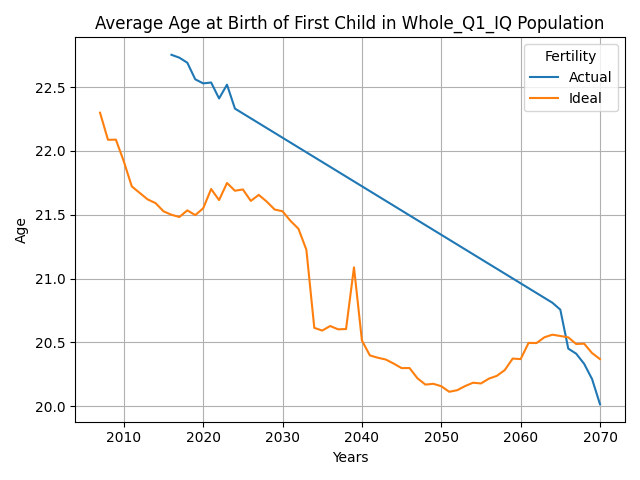 Average Age at Birth of First Child in Whole_Q1_IQ Population
Fertility
Actual
Ideal
Age
22.5
22.0
21.5
21.0
20.5
20.0
2010 2020 2030 2040 2050 2060 2070
Years